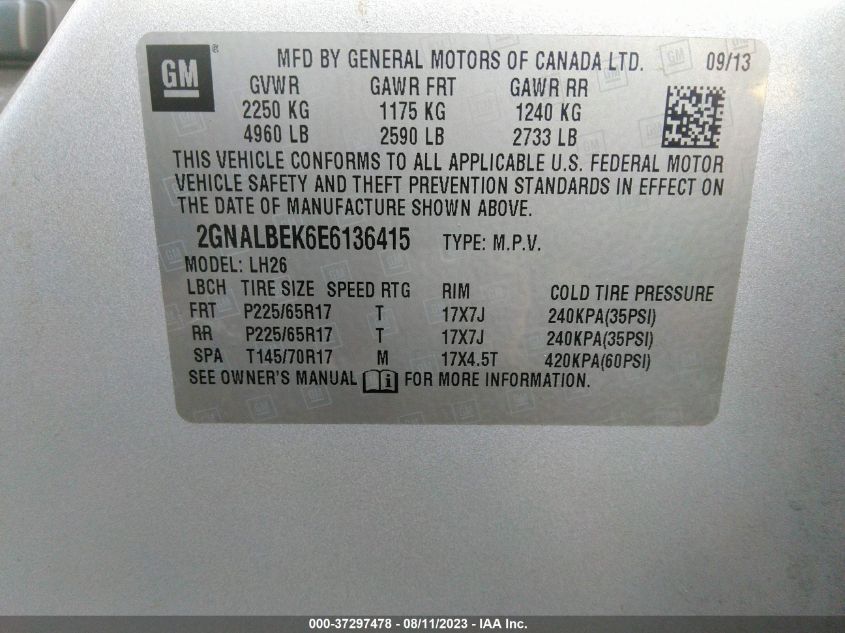 GM
®
MFD BY GENERAL MOTORS OF CANADA LTD. 09/13
GVWR GAWR FRT GAWR RR
2250 KG 1175 KG 1240 KG
4960 LB 2590 LB 2733 LB
THIS VEHICLE CONFORMS TO ALL APPLICABLE U.S. FEDERAL MOTOR
VEHICLE SAFETY AND THEFT PREVENTION STANDARDS IN EFFECT ON
THE DATE OF MANUFACTURE SHOWN ABOVE.
2GNALBEK6E6136415 TYPE: M.P.V.
MODEL: LH26
LBCH TIRE SIZE SPEED RTG RIM COLD TIRE PRESSURE
FRT P225/65R17 T 17X7J 240KPA(35PSI)
RR P225/65R17 T 17X7J 240KPA(35PSI)
SPA T145/70R17 M 17X4.5T 420KPA(60PSI)
SEE OWNER'S MANUAL FOR MORE INFORMATION.
000-37297478 - 08/11/2023 - IAA Inc.